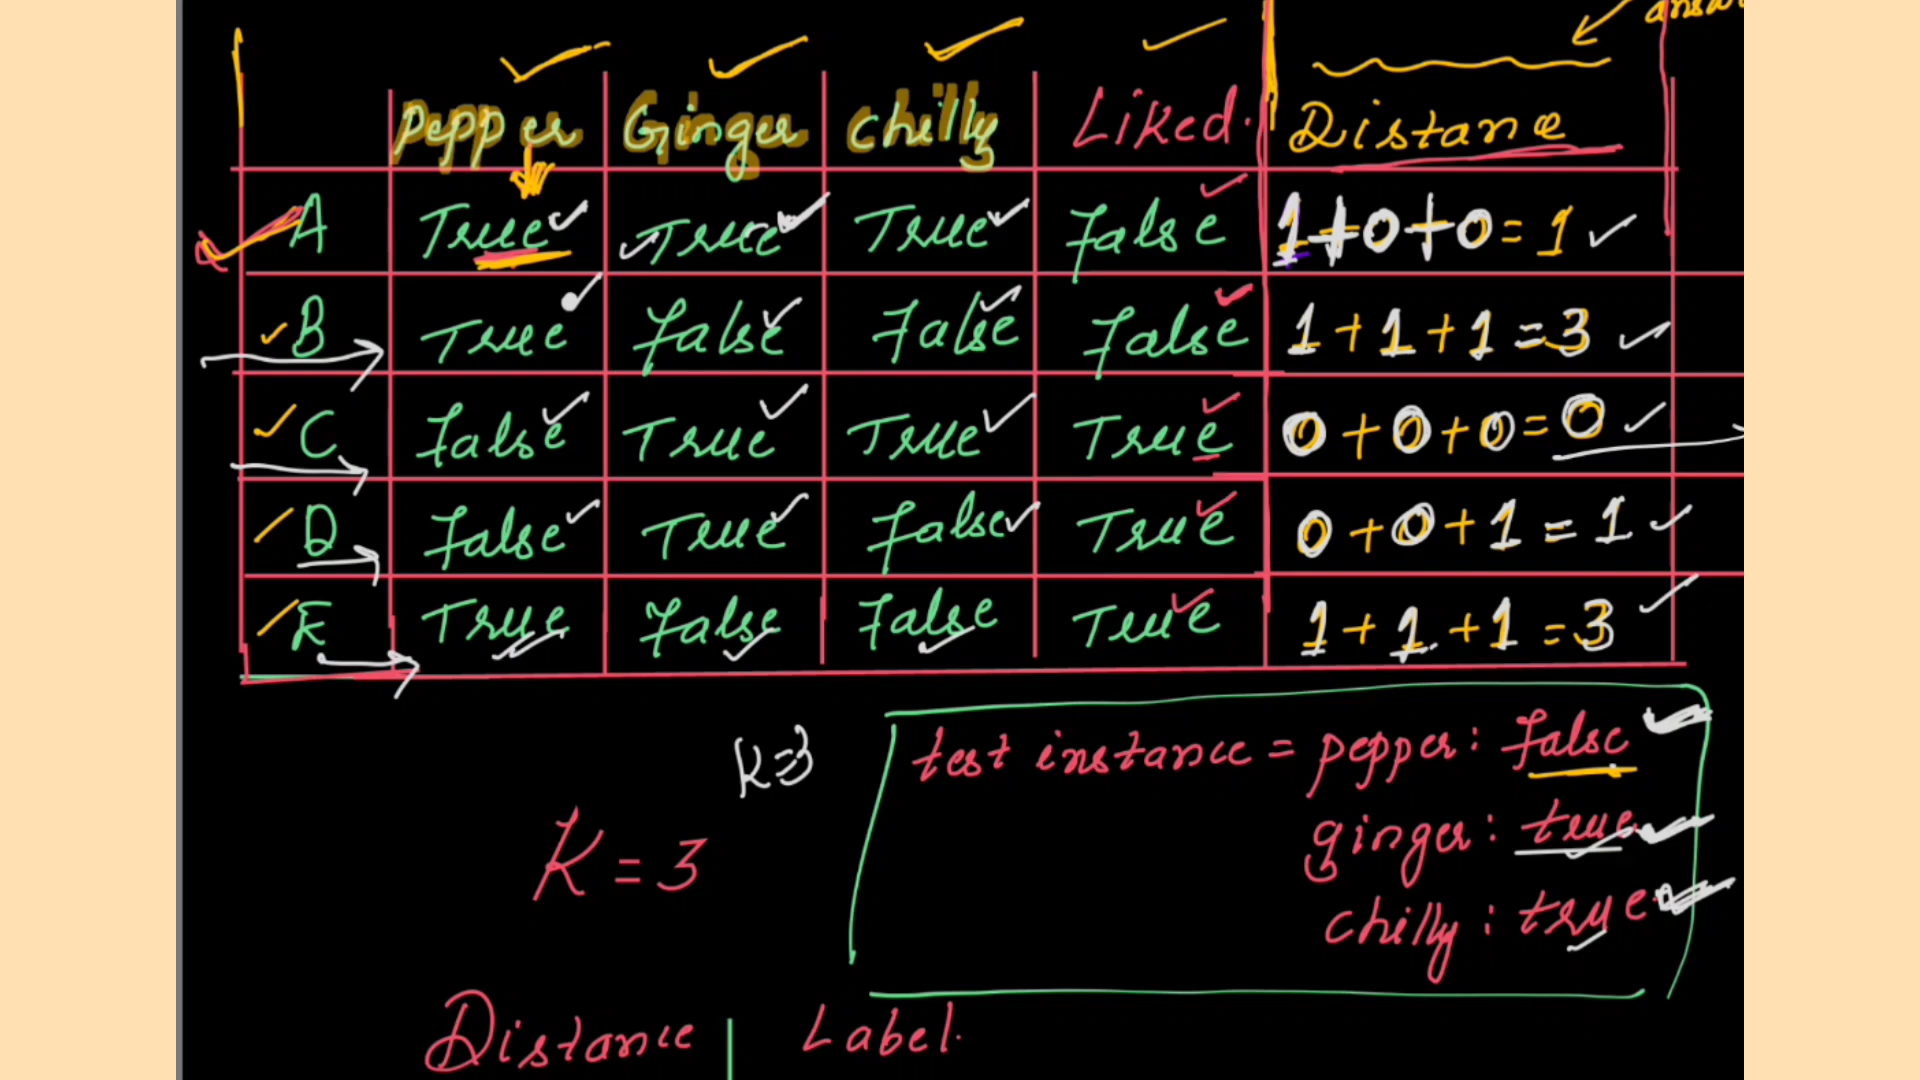 answ
Pepper Ginger chilly Liked. Distance
A True True True False 1+0+0=1
B True False False False 1+1+1=3
C False True True True 0+0+0=0
D False True False True 0+0+1=1
E True False False True 1+1+1=3
K=3
test instance = pepper: false
ginger: true
K=3
chilly: true
Distance Label.